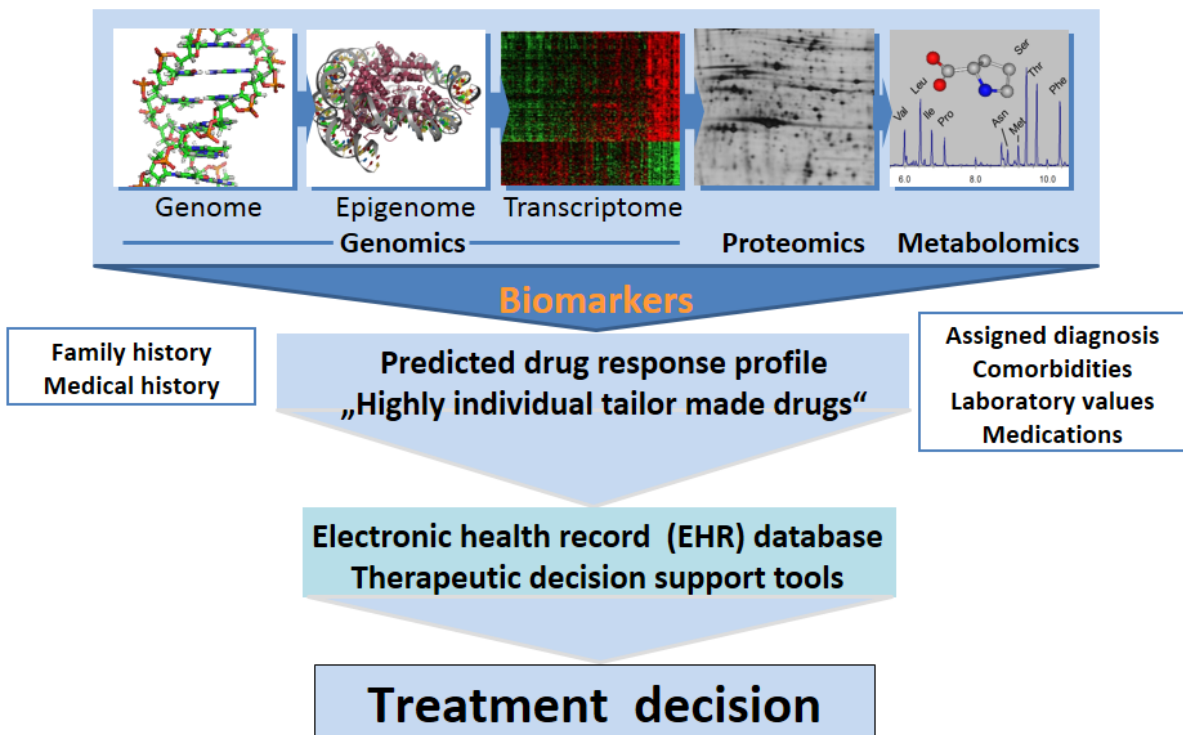 Val
Leu
Ile
Pro
Asn
Met
Ser
Thr
Phe
6.0 8.0 10.0
Genome Epigenome Transcriptome
Genomics Proteomics Metabolomics
Biomarkers
Family history
Medical history
Predicted drug response profile
„Highly individual tailor made drugs“
Assigned diagnosis
Comorbidities
Laboratory values
Medications
Electronic health record (EHR) database
Therapeutic decision support tools
Treatment decision